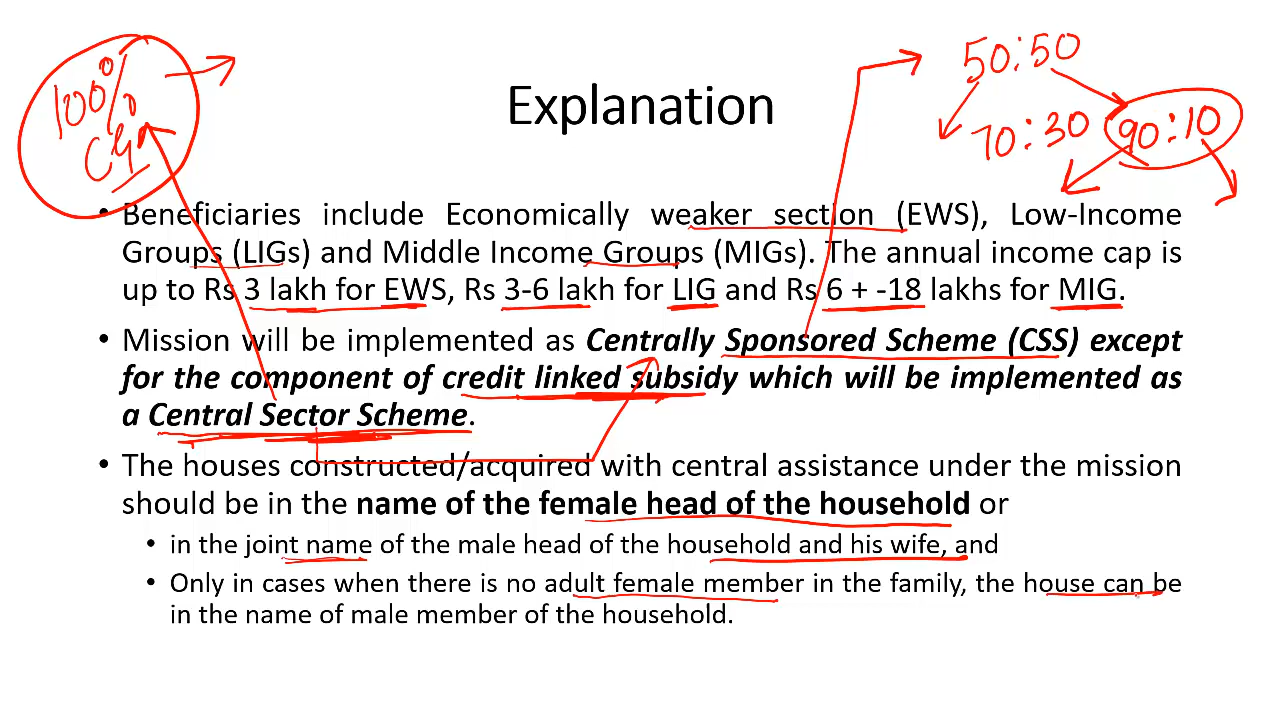 100%
CG
50:50
70:30
90:10
Explanation
• Beneficiaries include Economically weaker section (EWS), Low-Income
Groups (LIGs) and Middle Income Groups (MIGs). The annual income cap is
up to Rs 3 lakh for EWS, Rs 3-6 lakh for LIG and Rs 6 + -18 lakhs for MIG.
• Mission will be implemented as Centrally Sponsored Scheme (CSS) except
for the component of credit linked subsidy which will be implemented as
a Central Sector Scheme.
• The houses constructed/acquired with central assistance under the mission
should be in the name of the female head of the household or
• in the joint name of the male head of the household and his wife, and
• Only in cases when there is no adult female member in the family, the house can be
in the name of male member of the household.